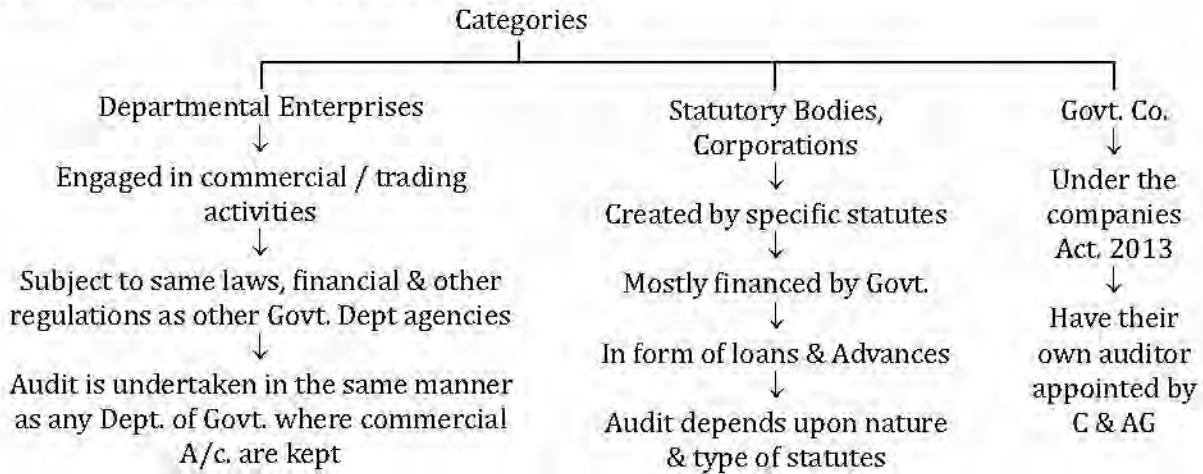 Categories
Departmental Enterprises
↓
Engaged in commercial / trading
activities
↓
Subject to same laws, financial & other
regulations as other Govt. Dept agencies
↓
Audit is undertaken in the same manner
as any Dept. of Govt. where commercial
A/c. are kept
Statutory Bodies,
Corporations
↓
Created by specific statutes
↓
Mostly financed by Govt.
↓
In form of loans & Advances
↓
Audit depends upon nature
& type of statutes
Govt. Co.
↓
Under the
companies
Act. 2013
↓
Have their
own auditor
appointed by
C & AG